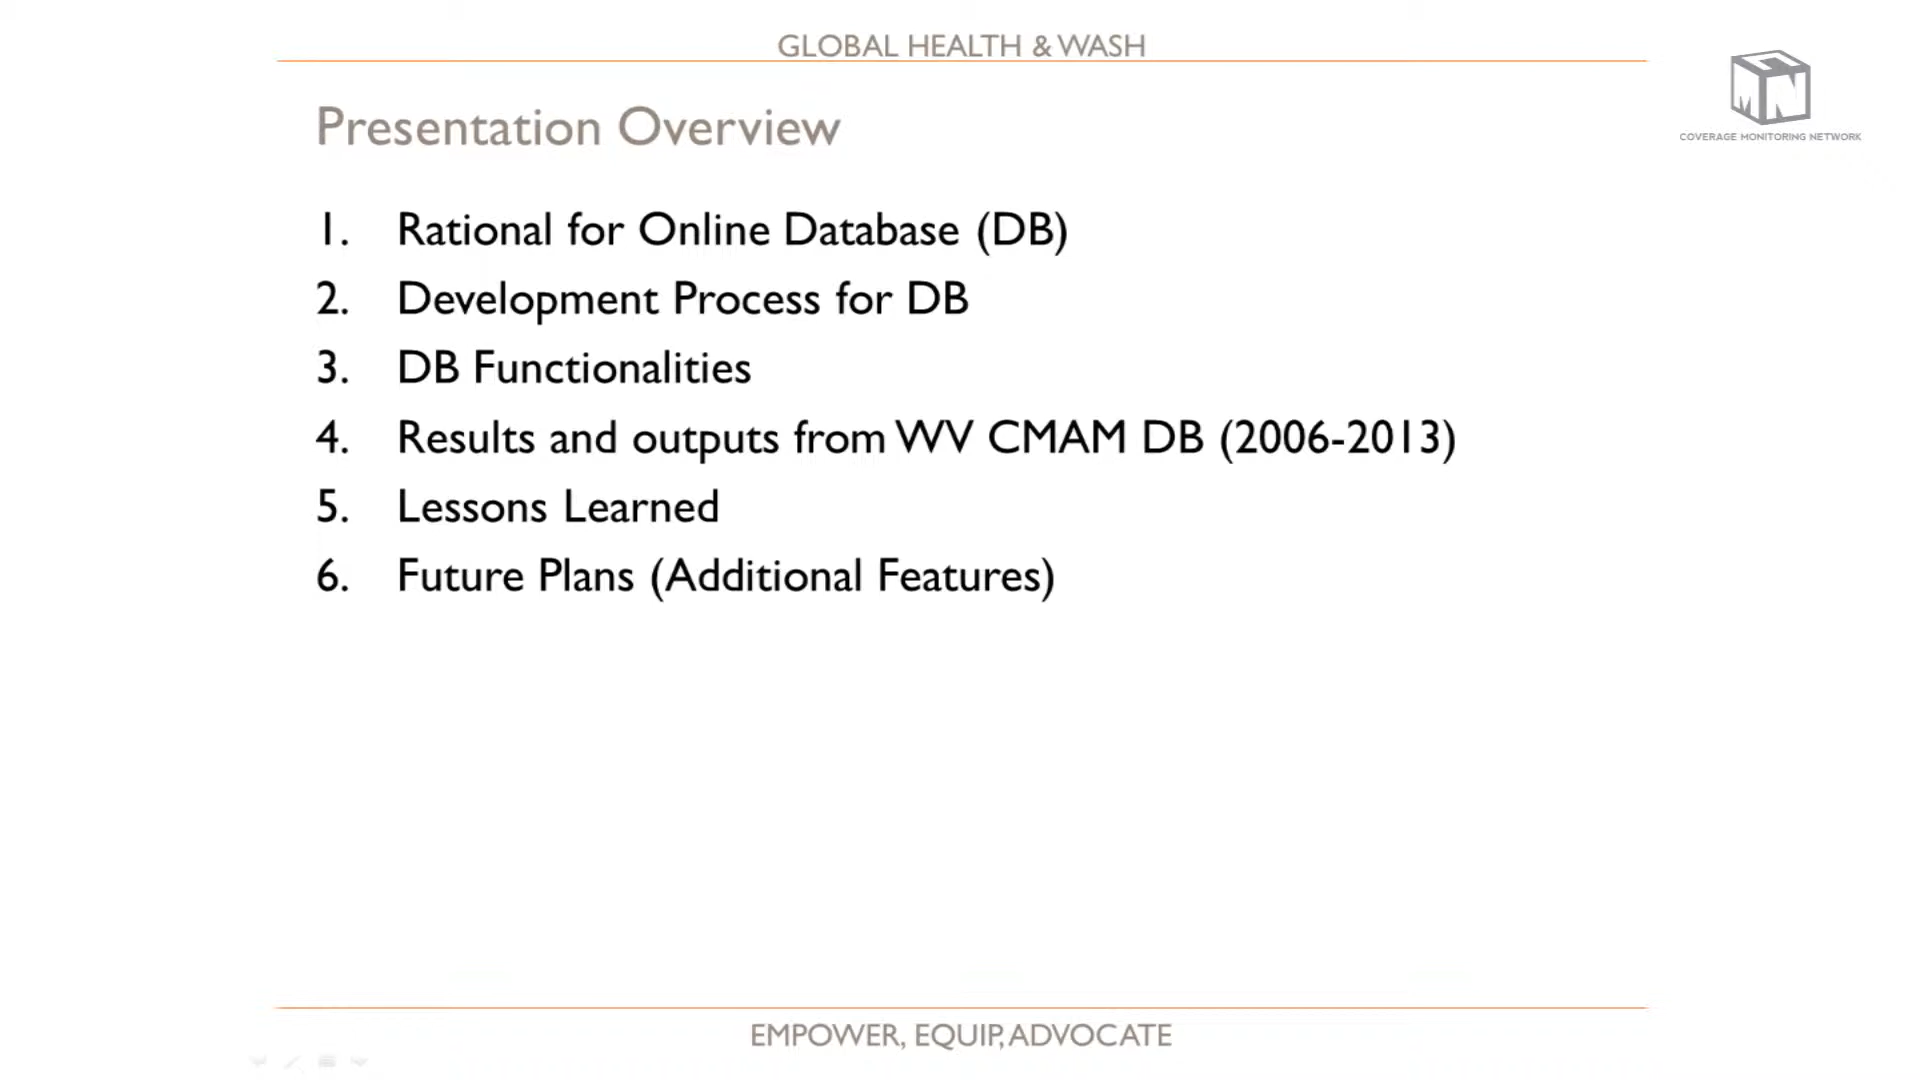 GLOBAL HEALTH & WASH
COVERAGE MONITORING NETWORK
Presentation Overview
1. Rational for Online Database (DB)
2. Development Process for DB
3. DB Functionalities
4. Results and outputs from WV CMAM DB (2006-2013)
5. Lessons Learned
6. Future Plans (Additional Features)
EMPOWER, EQUIP, ADVOCATE